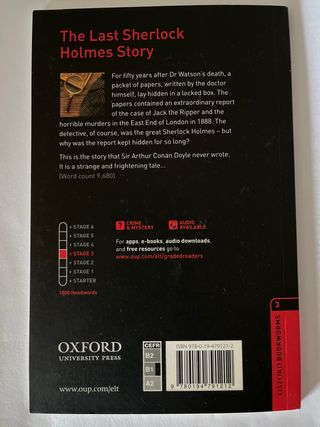 The Last Sherlock
Holmes Story
For fifty years after Dr Watson's death, a
packet of papers, written by the doctor
himself, lay hidden in a locked box. The
papers contained an extraordinary report
of the case of Jack the Ripper and the
horrible murders in the East End of London in 1888. The
detective, of course, was the great Sherlock Holmes – but
why was the report kept hidden for so long?
This is the story that Sir Arthur Conan Doyle never wrote.
It is a strange and frightening tale...
[Word count 9,680]
STAGE 6
STAGE 5
STAGE 4
STAGE 3
STAGE 2
STAGE 1
STARTER
1000 Headwords
CRIME
& MYSTERY
AUDIO
AVAILABLE
For apps, e-books, audio downloads,
and free resources go to
www.oup.com/elt/gradedreaders
OXFORD
UNIVERSITY PRESS
www.oup.com/elt
CEFR
B2
B1
A2
ISBN 978-0-19-479121-2
9 780194 791212
3
OXFORD BOOKWORMS